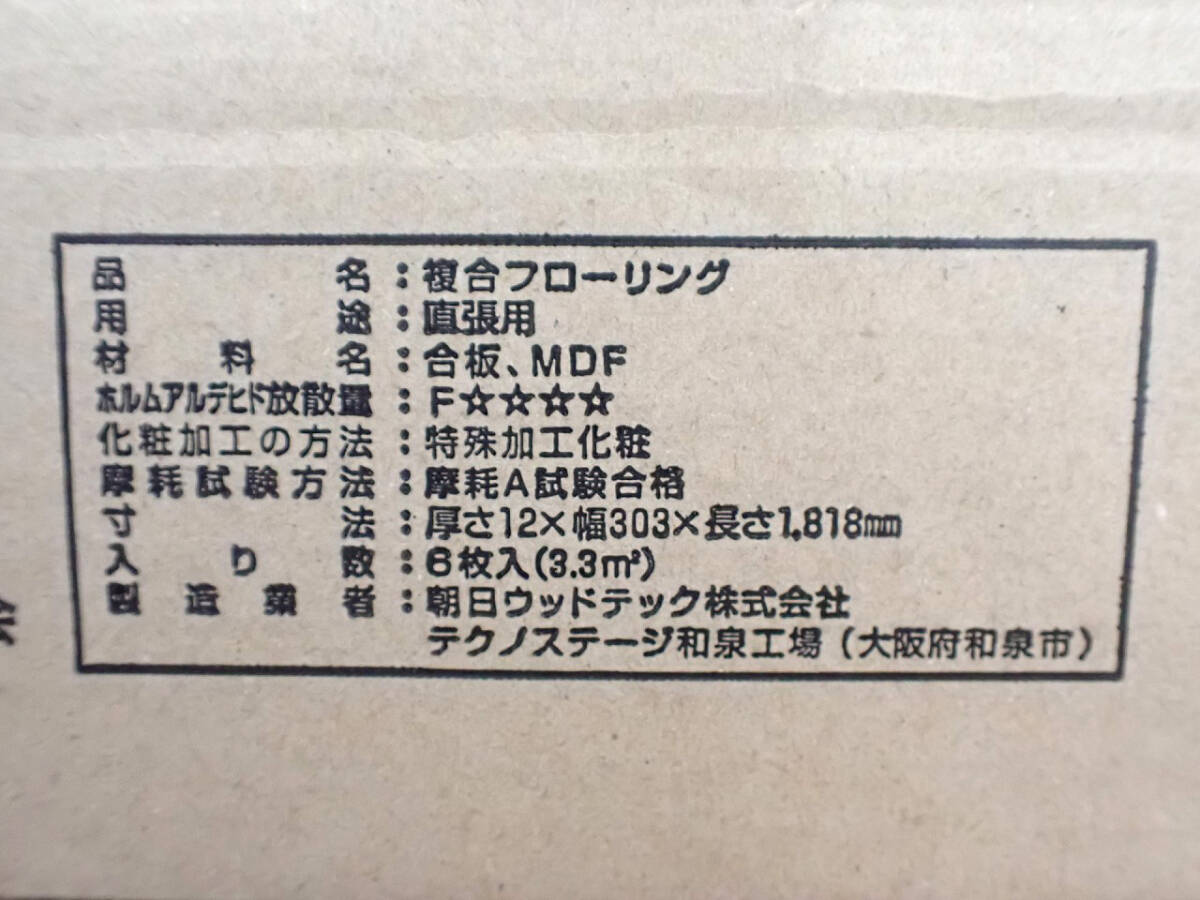 品名：複合フローリング
用途：直張用
材料名：合板、MDF
ホルムアルデヒド放散量：F☆☆☆☆
化粧加工の方法：特殊加工化粧
摩耗試験方法：摩耗A試験合格
寸法：厚さ12×幅303×長さ1,818mm
入り数：6枚入(3.3㎡)
製造業者：朝日ウッドテック株式会社
テクノステージ和泉工場（大阪府和泉市）